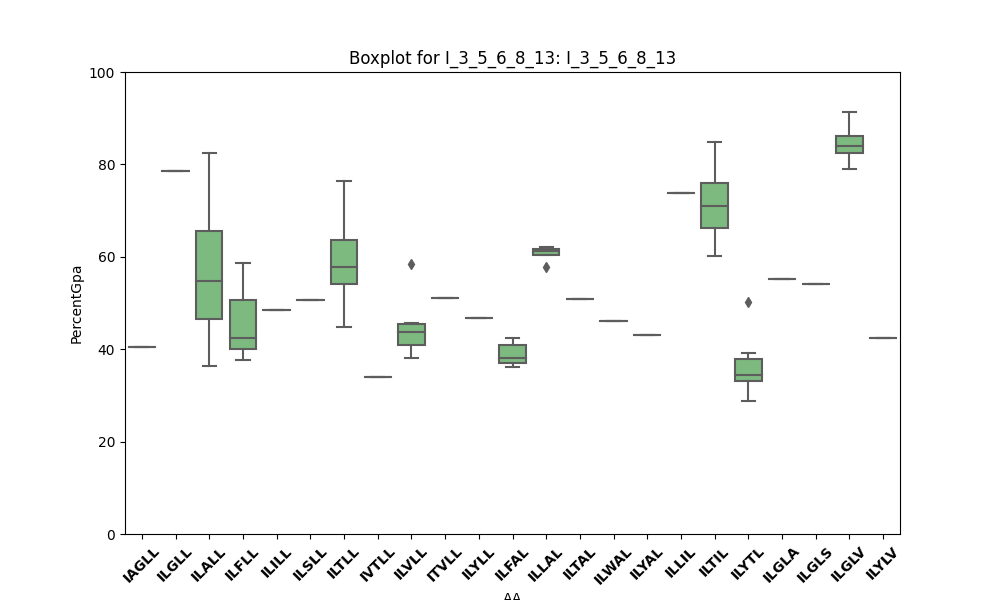 Boxplot for I_3_5_6_8_13: I_3_5_6_8_13
PercentGpa
100
80
60
40
20
0
IAGLL ILGLL ILALL ILFLL ILILL ILSLL ILTLL IVTLL ILVLL ITVLL ILYLL ILFAL ILLAL ILTAL ILWAL ILYAL ILLIL ILTIL ILYTL ILGLA ILGLS ILGLV ILYLV
AA